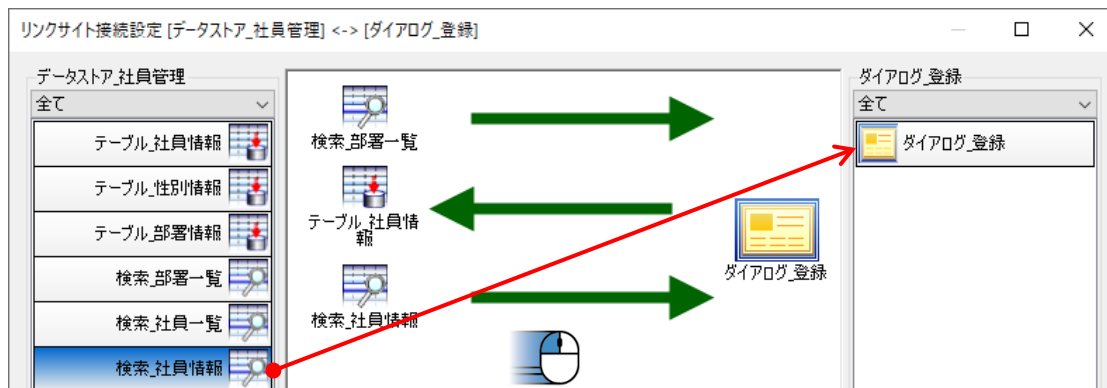 リンクサイト接続設定 [データストア_社員管理] <-> [ダイアログ_登録]
データストア_社員管理
全て
テーブル_社員情報
テーブル_性別情報
テーブル_部署情報
検索_部署一覧
検索_社員一覧
検索_社員情報
検索_部署一覧
テーブル_社員情
報
検索_社員情報
ダイアログ_登録
ダイアログ_登録
全て
ダイアログ_登録